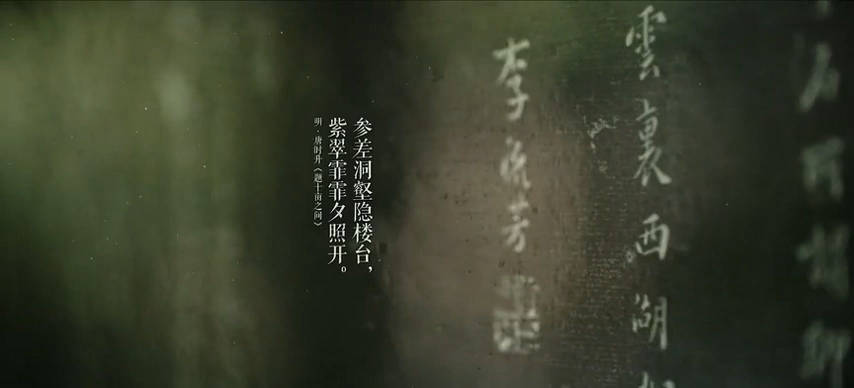 雲裏西湖
李流芳
参差洞壑隐楼台，
紫翠霏霏夕照开。
明·唐时升《题十亩之间》